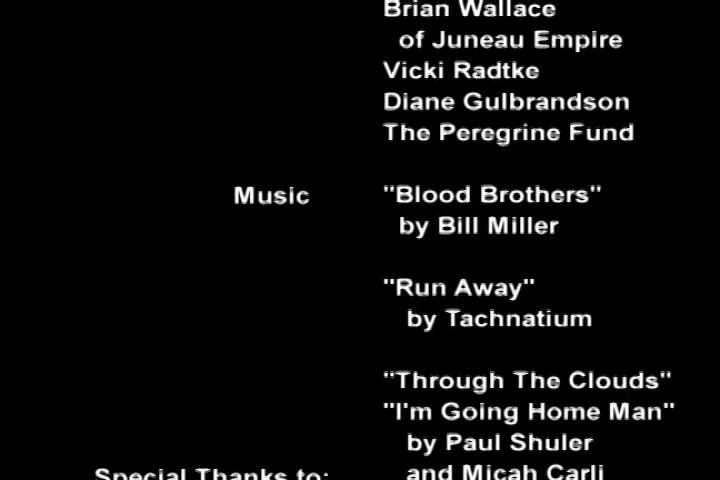 Brian Wallace
of Juneau Empire
Vicki Radtke
Diane Gulbrandson
The Peregrine Fund
Music "Blood Brothers"
by Bill Miller
"Run Away"
by Tachnatium
"Through The Clouds"
"I'm Going Home Man"
by Paul Shuler
Special Thanks to: and Micah Carli